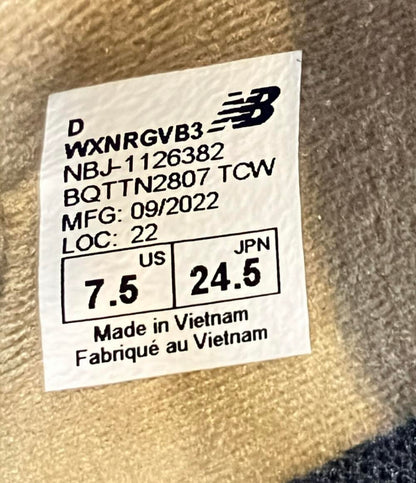 D
WXNRGVB3
NBJ-1126382
BQTTN2807 TCW
MFG: 09/2022
LOC: 22
US JPN
7.5 24.5
Made in Vietnam
Fabriqué au Vietnam